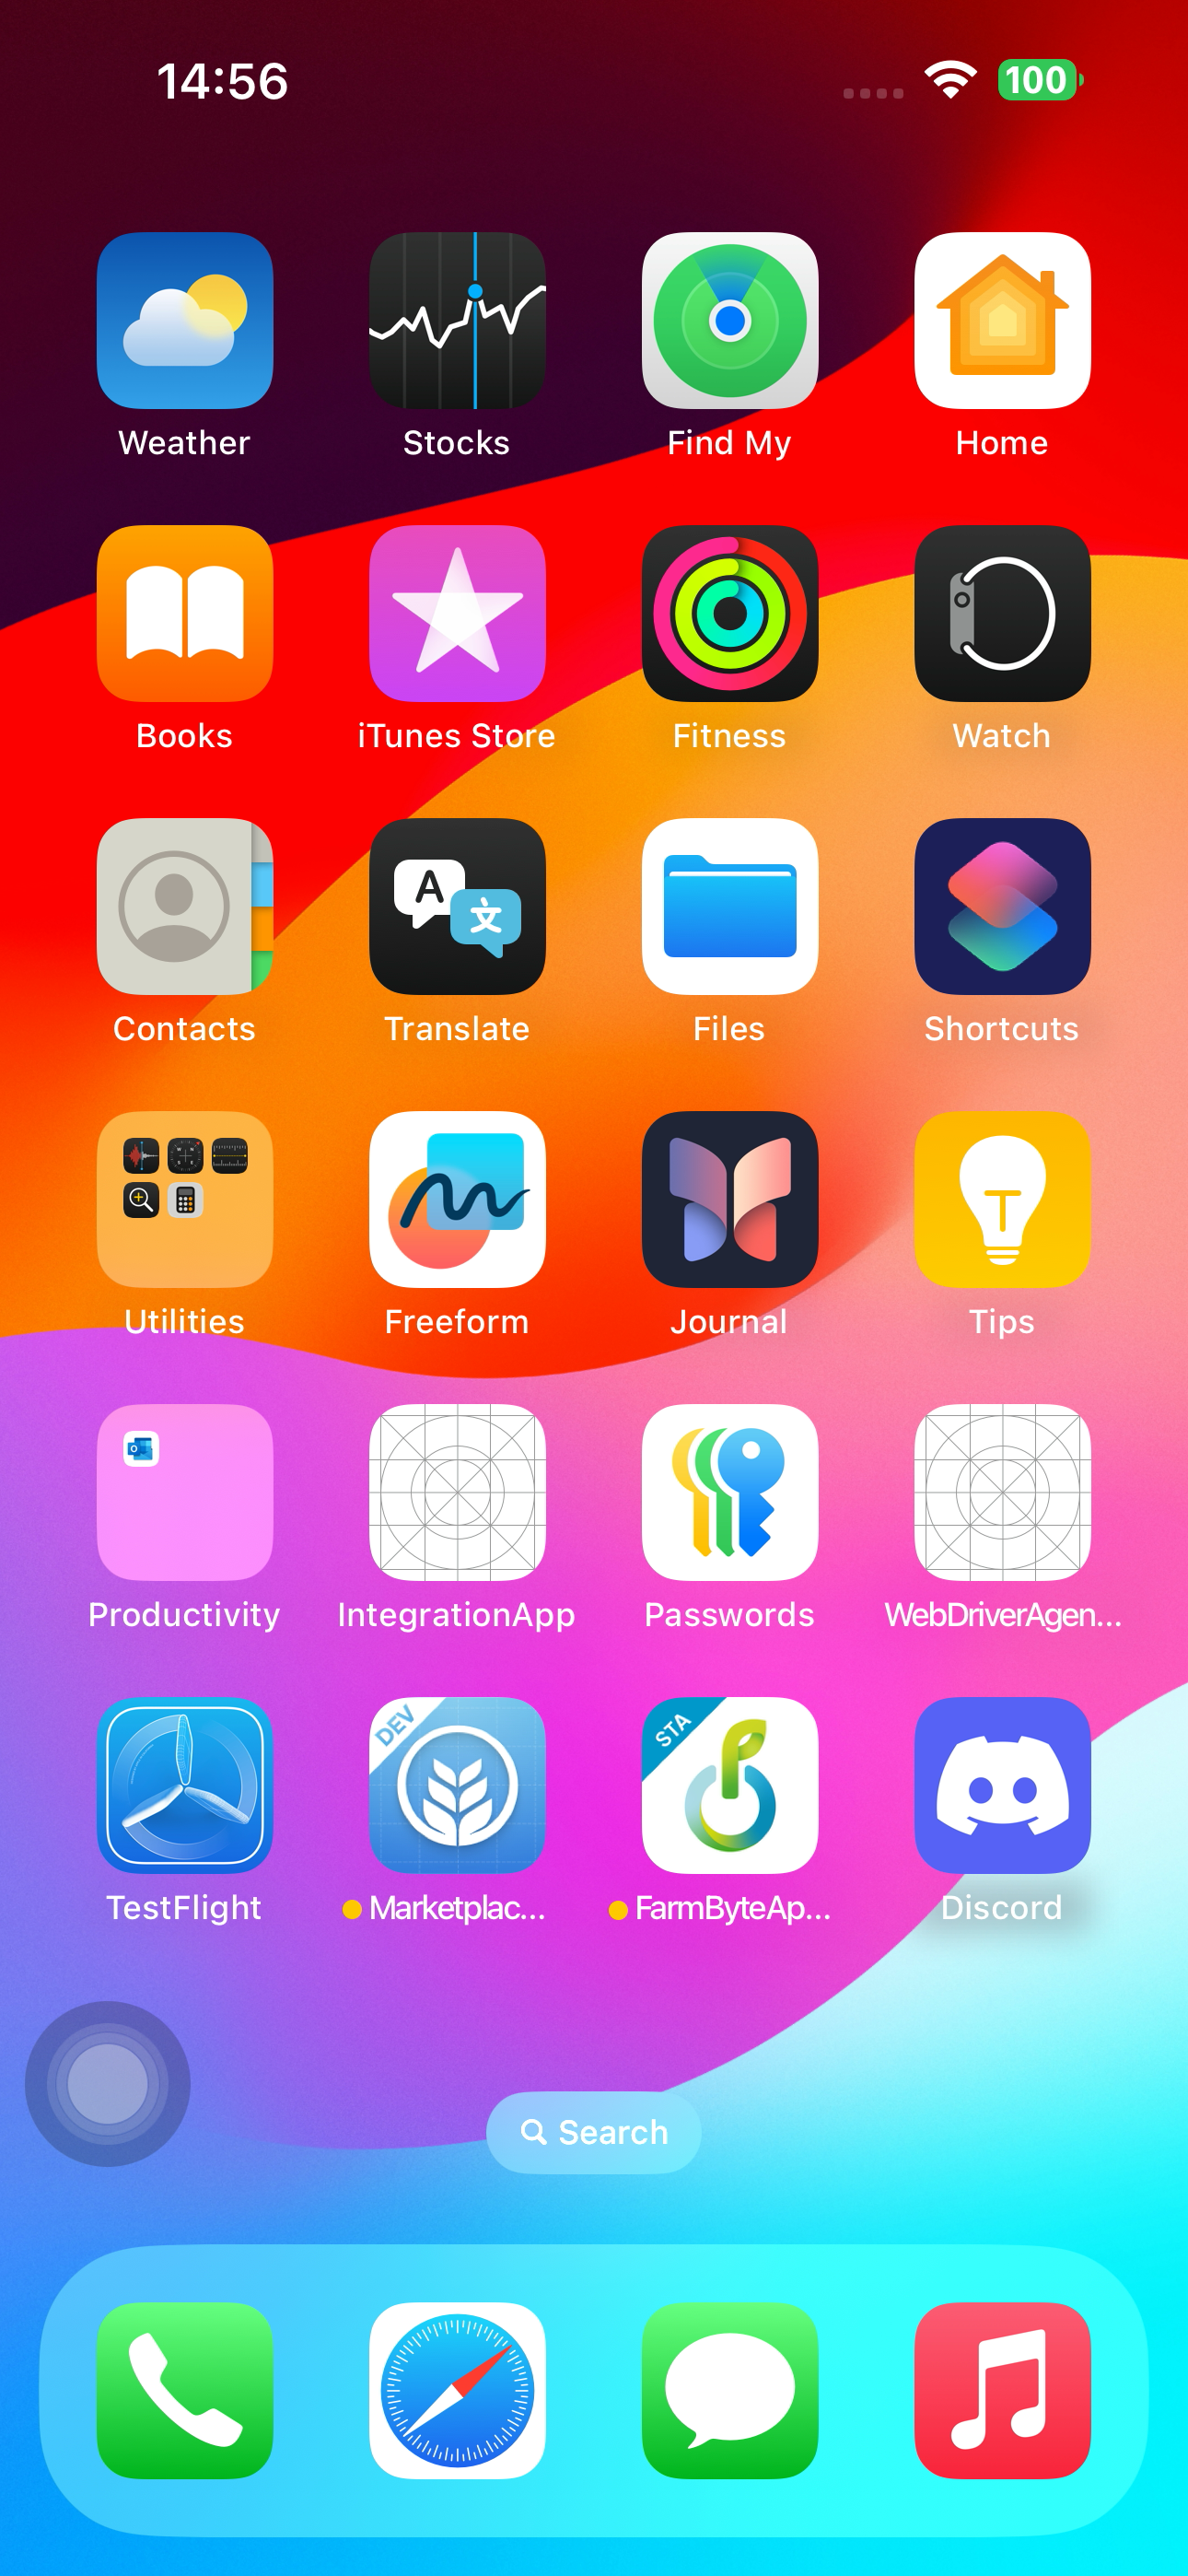 14:56
100
Weather
Stocks
Find My
Home
Books
iTunes Store
Fitness
Watch
Contacts
A
文
Translate
Files
Shortcuts
Utilities
Freeform
Journal
Tips
Productivity
IntegrationApp
Passwords
WebDriverAgen...
DEV
STA
TestFlight
Marketplac...
FarmByteAp...
Discord
Search